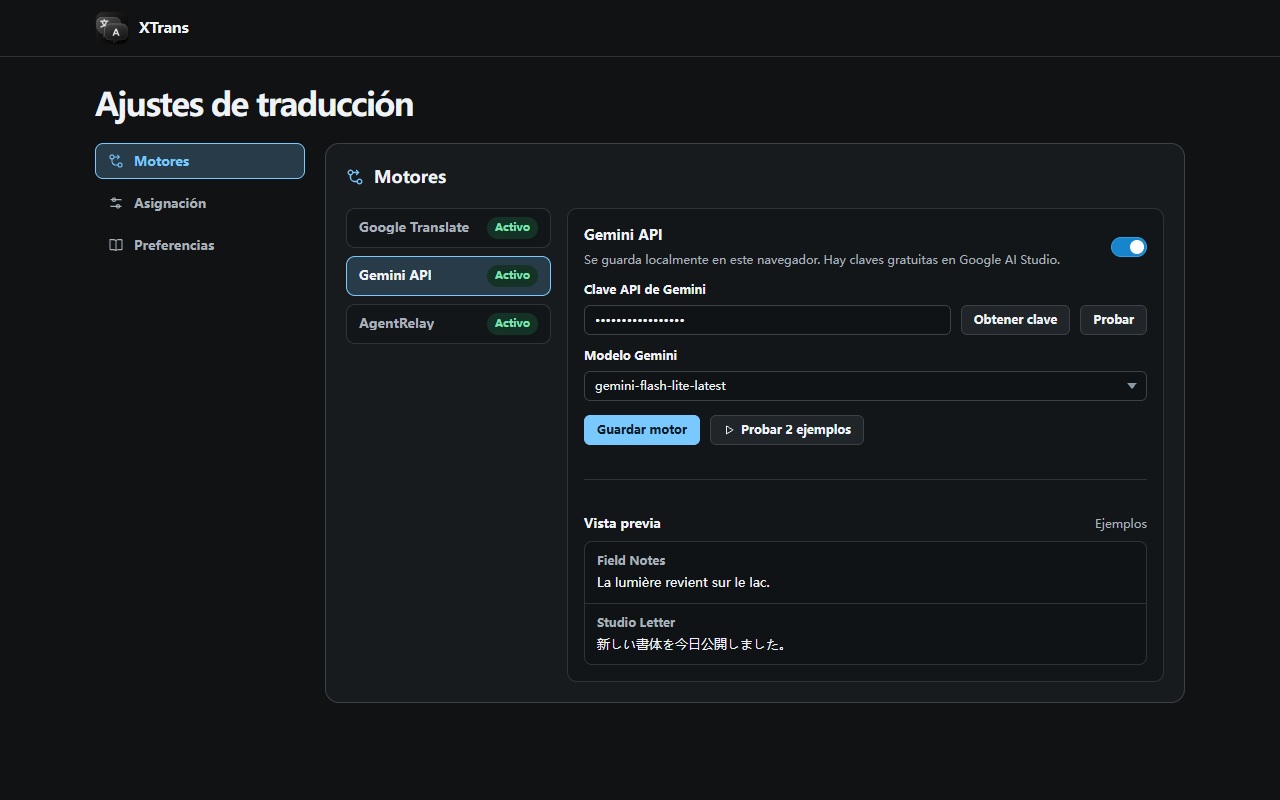 XTrans
Ajustes de traducción
Motores
Asignación
Preferencias
Motores
Google Translate Activo
Gemini API Activo
AgentRelay Activo
Gemini API
Se guarda localmente en este navegador. Hay claves gratuitas en Google AI Studio.
Clave API de Gemini
•••••••••••••••••
Obtener clave
Probar
Modelo Gemini
gemini-flash-lite-latest
Guardar motor
Probar 2 ejemplos
Vista previa
Ejemplos
Field Notes
La lumière revient sur le lac.
Studio Letter
新しい書体を今日公開しました。